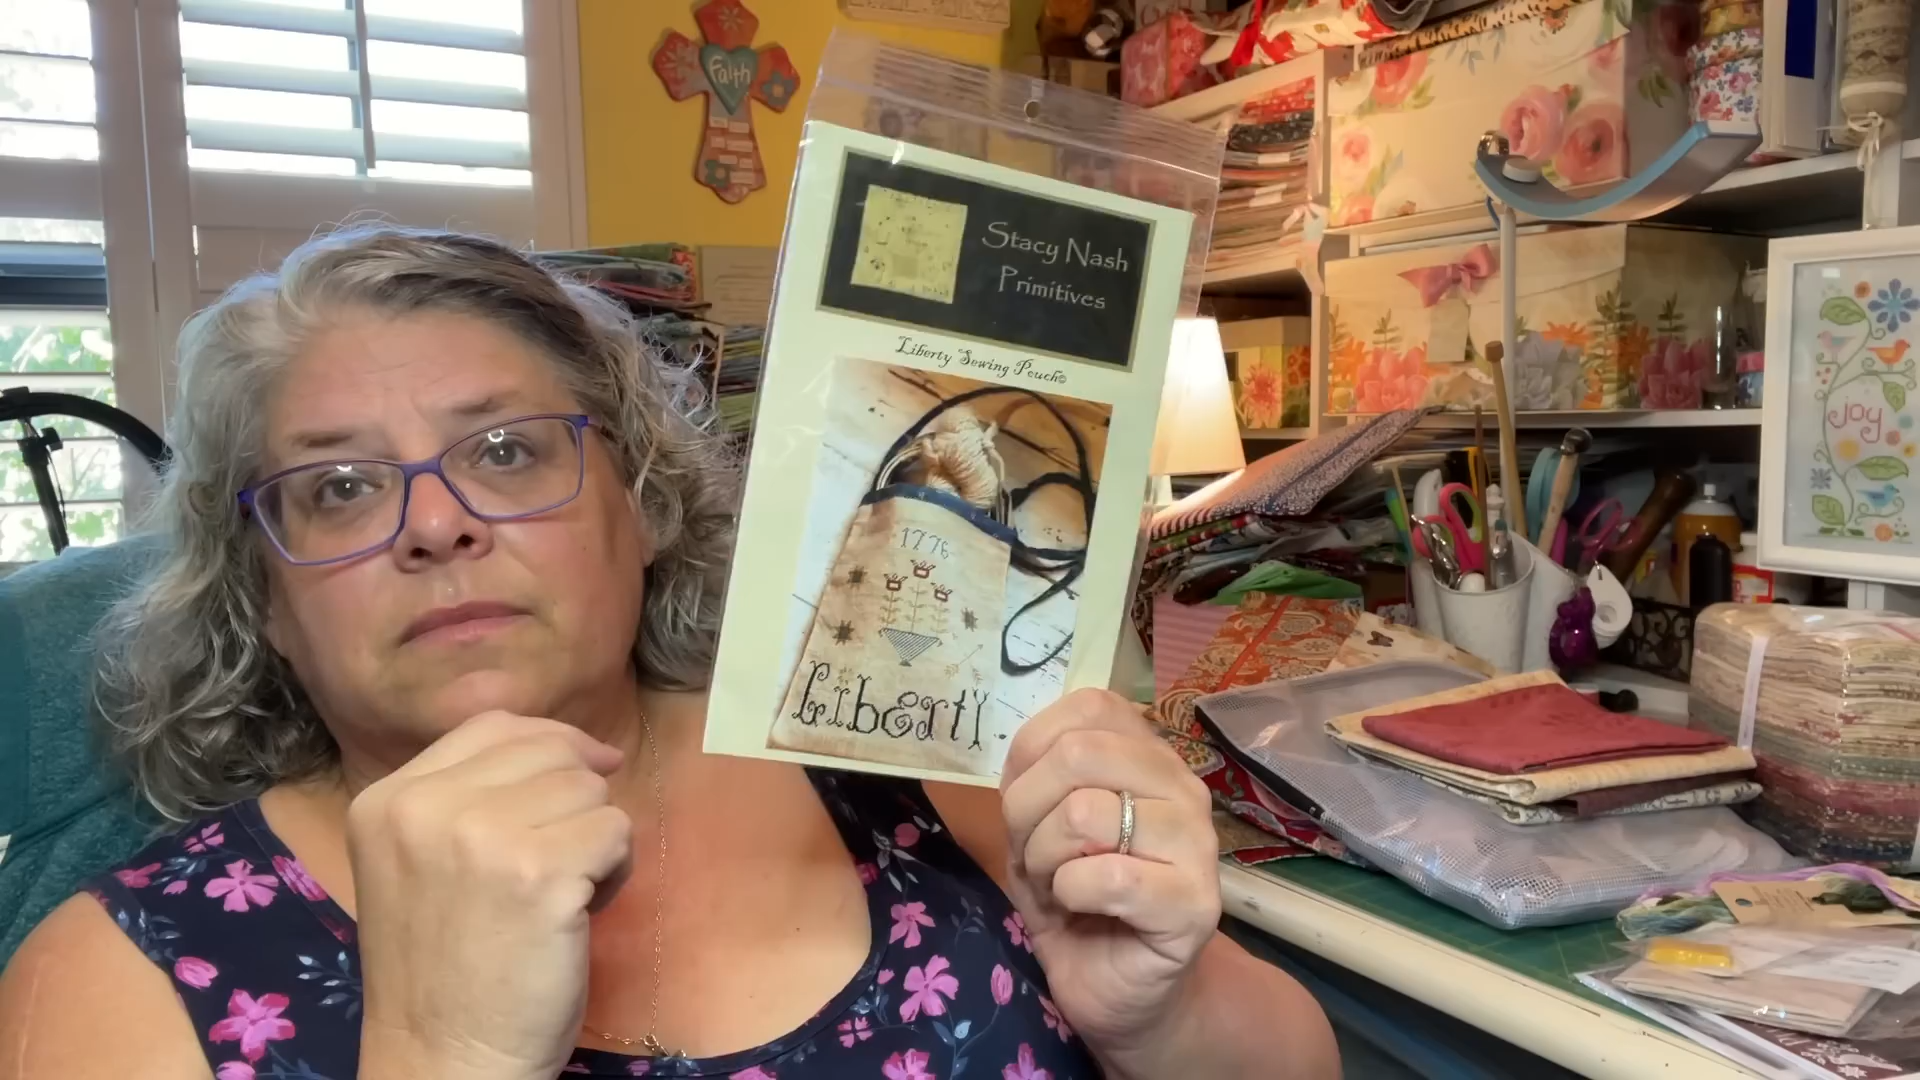 Faith
Stacy Nash
Primitives
Liberty Sewing Pouch©
1776
Liberty
joy